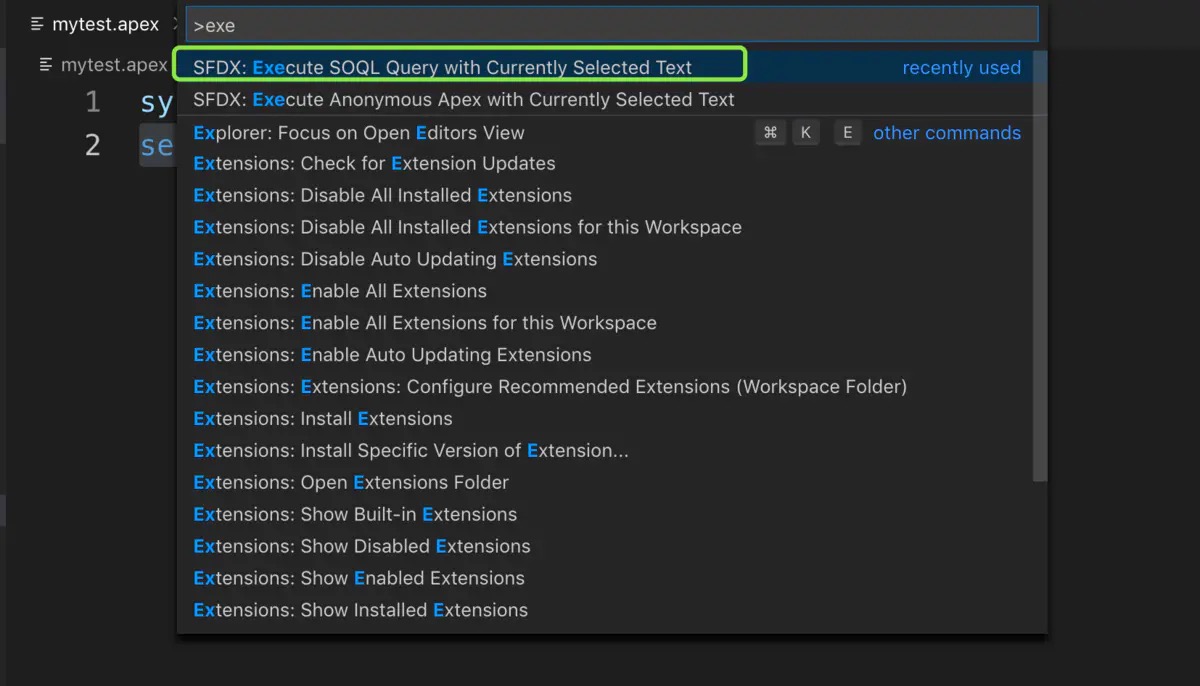 mytest.apex
>exe
mytest.apex
SFDX: Execute SOQL Query with Currently Selected Text recently used
1 sy
SFDX: Execute Anonymous Apex with Currently Selected Text
2 se
Explorer: Focus on Open Editors View ⌘ K E other commands
Extensions: Check for Extension Updates
Extensions: Disable All Installed Extensions
Extensions: Disable All Installed Extensions for this Workspace
Extensions: Disable Auto Updating Extensions
Extensions: Enable All Extensions
Extensions: Enable All Extensions for this Workspace
Extensions: Enable Auto Updating Extensions
Extensions: Extensions: Configure Recommended Extensions (Workspace Folder)
Extensions: Install Extensions
Extensions: Install Specific Version of Extension...
Extensions: Open Extensions Folder
Extensions: Show Built-in Extensions
Extensions: Show Disabled Extensions
Extensions: Show Enabled Extensions
Extensions: Show Installed Extensions